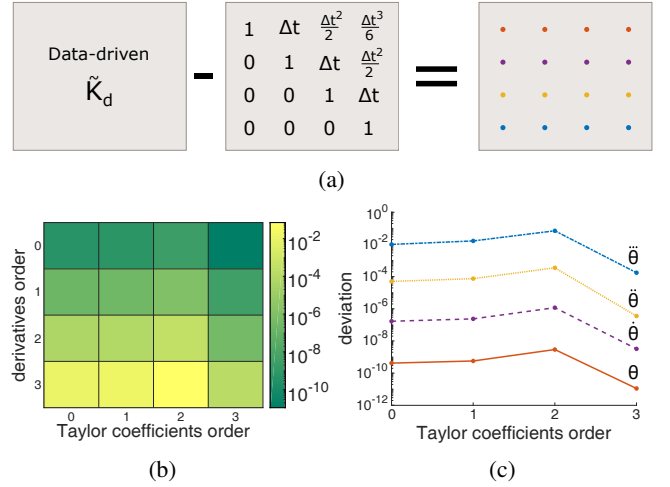 Data-driven
K̃_d
-
1 Δt Δt²/2 Δt³/6
0 1 Δt Δt²/2
0 0 1 Δt
0 0 0 1
=
(a)
derivatives order
0
1
2
3
0 1 2 3
Taylor coefficients order
10⁻²
10⁻⁴
10⁻⁶
10⁻⁸
10⁻¹⁰
(b)
deviation
10⁰
10⁻²
10⁻⁴
10⁻⁶
10⁻⁸
10⁻¹⁰
10⁻¹²
θ⃛
θ̈
θ̇
θ
0 1 2 3
Taylor coefficients order
(c)